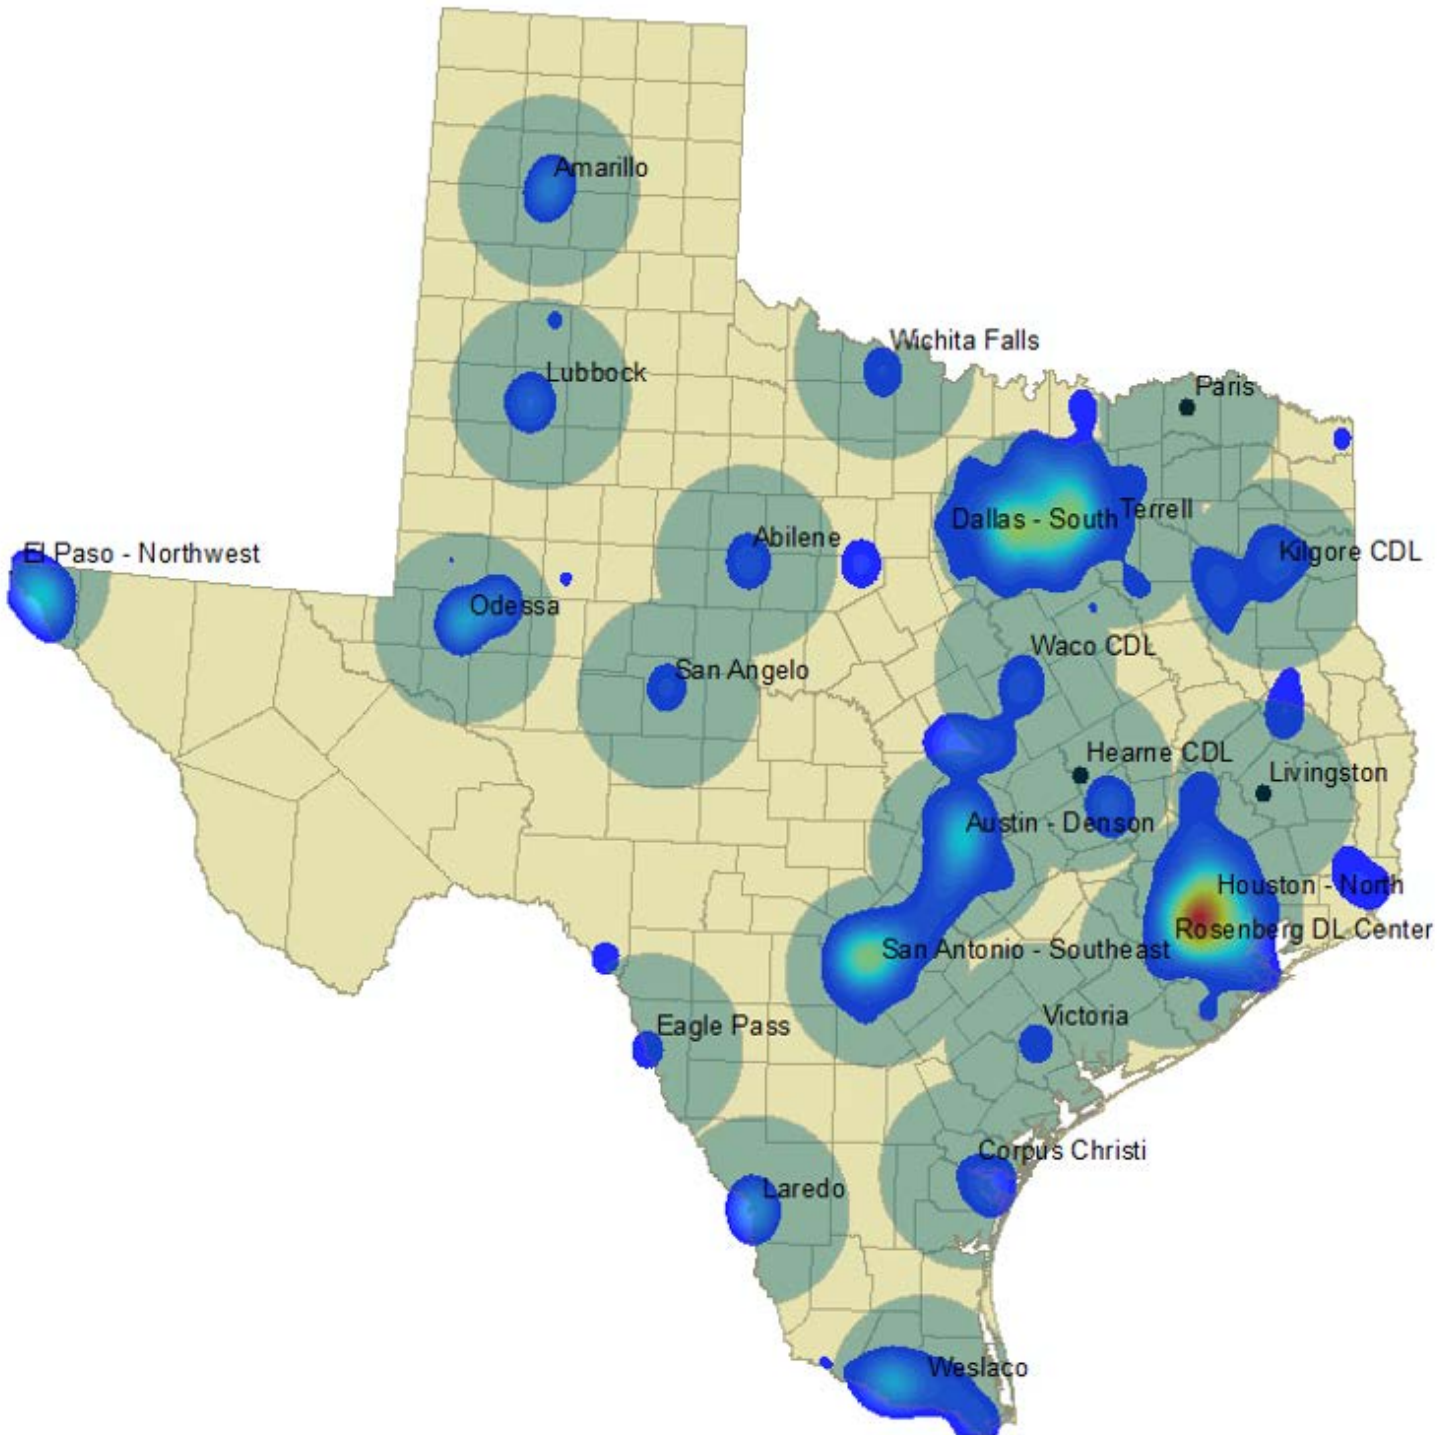 Amarillo
Wichita Falls
Lubbock
Paris
Dallas - South
Terrell
Abilene
El Paso - Northwest
Kilgore CDL
Odessa
Waco CDL
San Angelo
Hearne CDL
Livingston
Austin - Denson
Houston - North
Rosenberg DL Center
San Antonio - Southeast
Victoria
Eagle Pass
Corpus Christi
Laredo
Weslaco